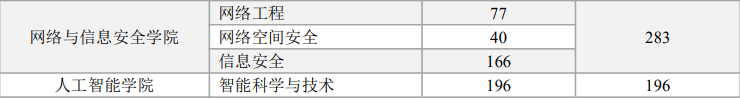 网络工程 77
网络与信息安全学院 网络空间安全 40 283
信息安全 166
人工智能学院 智能科学与技术 196 196